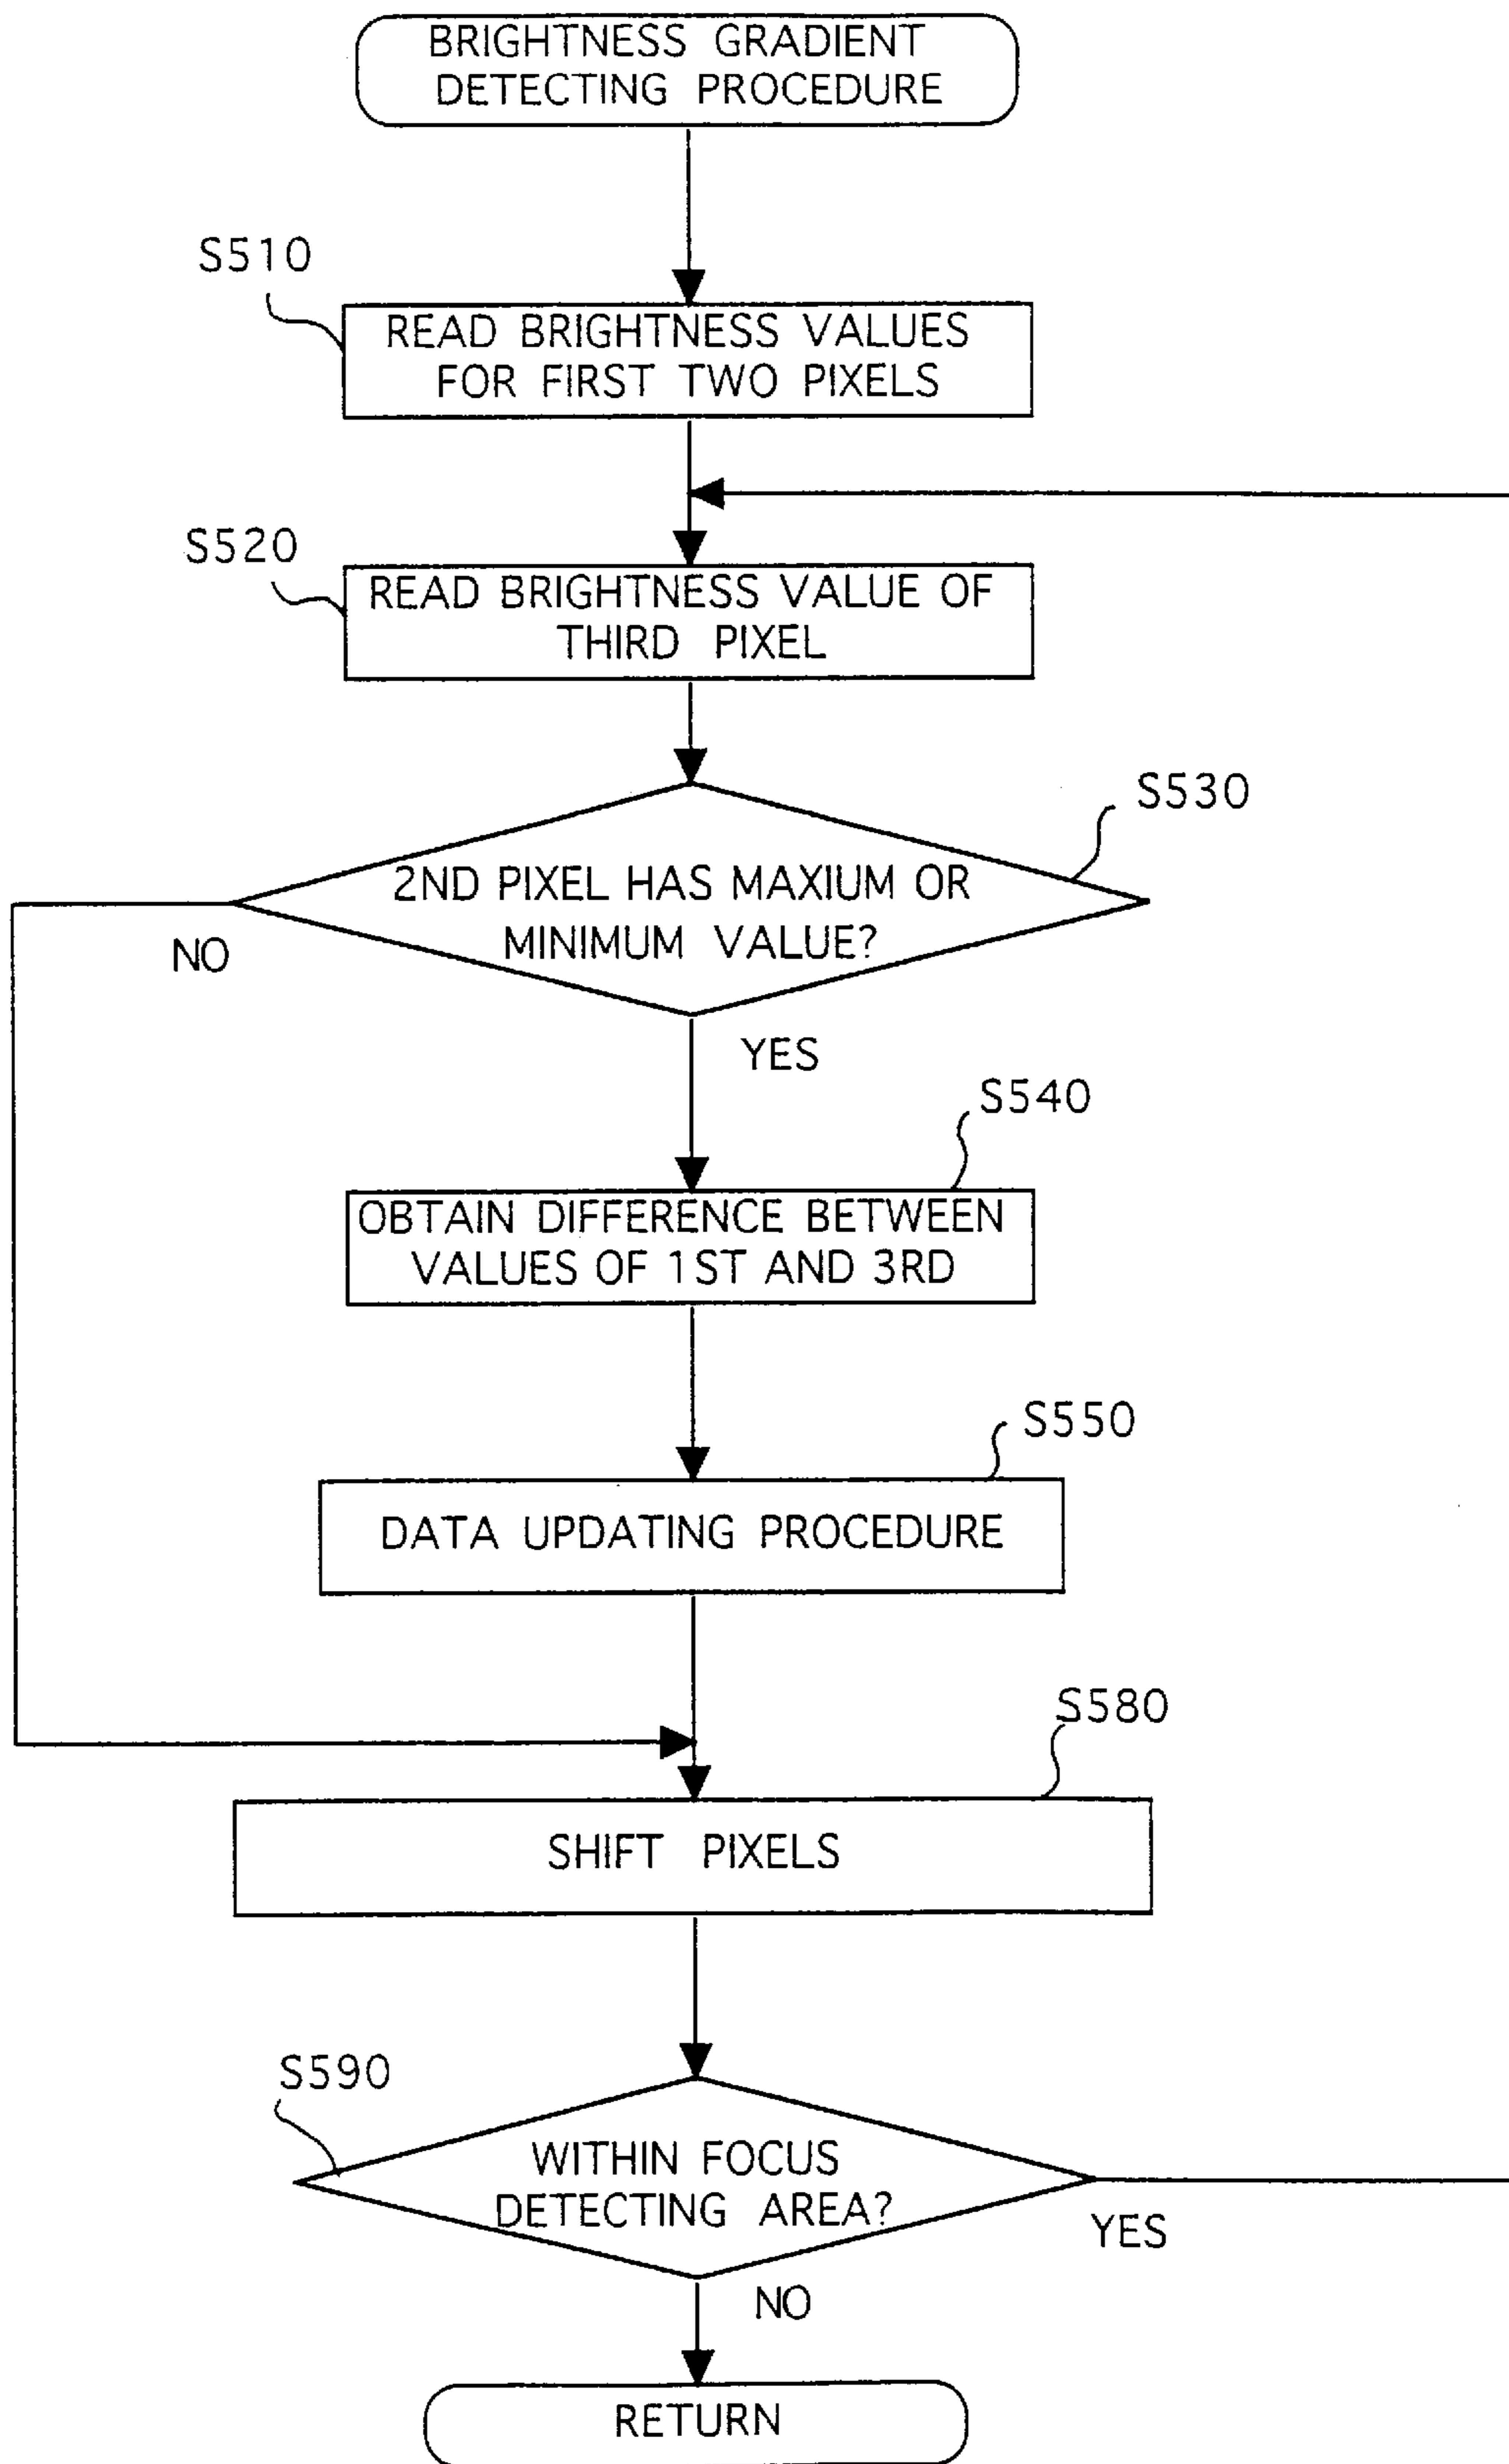 BRIGHTNESS GRADIENT
DETECTING PROCEDURE
S510
READ BRIGHTNESS VALUES
FOR FIRST TWO PIXELS
S520
READ BRIGHTNESS VALUE OF
THIRD PIXEL
S530
2ND PIXEL HAS MAXIUM OR
MINIMUM VALUE?
NO
YES
S540
OBTAIN DIFFERENCE BETWEEN
VALUES OF 1ST AND 3RD
S550
DATA UPDATING PROCEDURE
S580
SHIFT PIXELS
S590
WITHIN FOCUS
DETECTING AREA?
YES
NO
RETURN